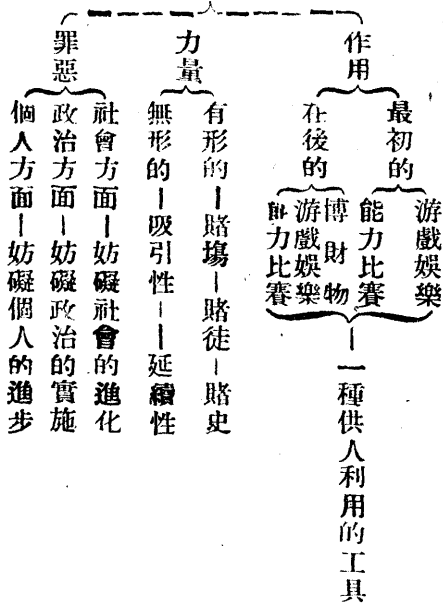 作用
最初的
游戲娛樂
能力比賽
在後的
博財物
游戲娛樂
能力比賽
一種供人利用的工具
力量
有形的—賭塲—賭徒—賭史
無形的—吸引性——延續性
罪惡
社會方面—妨礙社會的進化
政治方面—妨礙政治的實施
個人方面—妨礙個人的進步